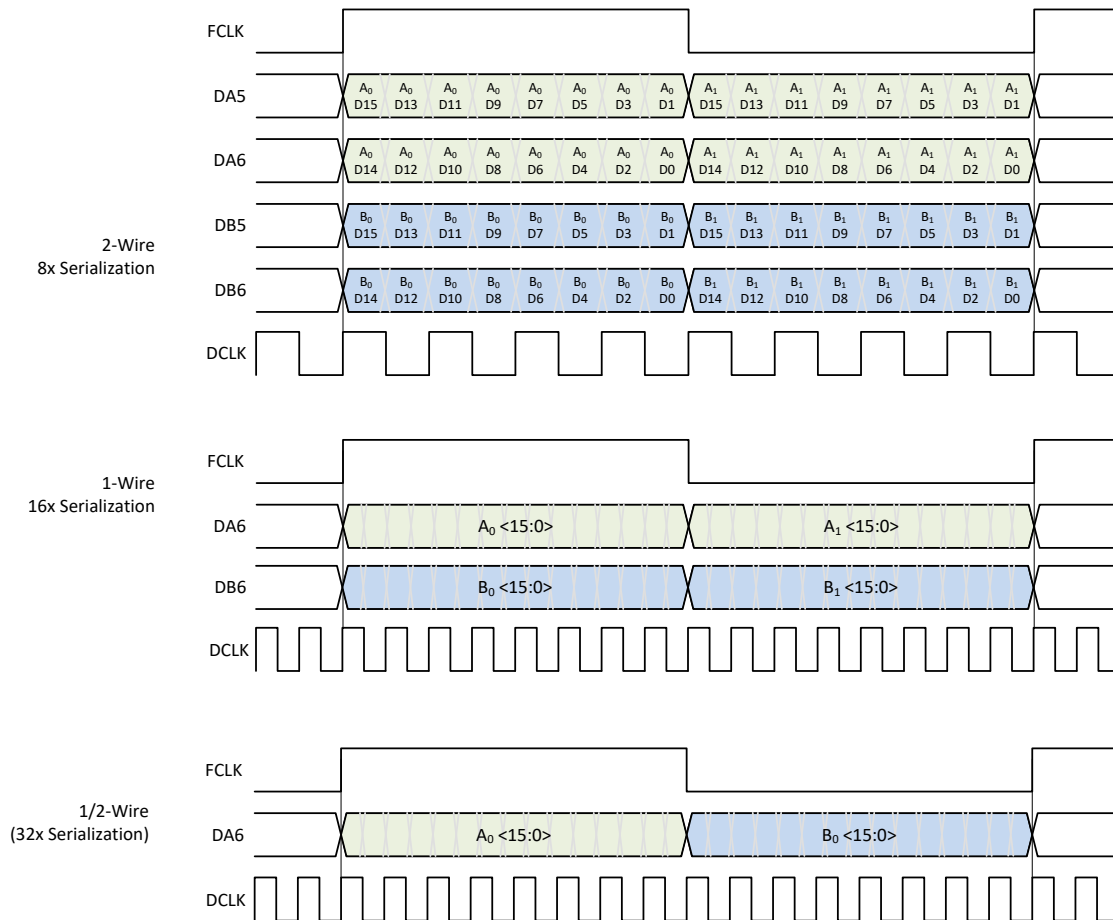 FCLK
DA5
A0 A0 A0 A0 A0 A0 A0 A0 A1 A1 A1 A1 A1 A1 A1 A1
D15 D13 D11 D9 D7 D5 D3 D1 D15 D13 D11 D9 D7 D5 D3 D1
DA6
A0 A0 A0 A0 A0 A0 A0 A0 A1 A1 A1 A1 A1 A1 A1 A1
D14 D12 D10 D8 D6 D4 D2 D0 D14 D12 D10 D8 D6 D4 D2 D0
2-Wire
8x Serialization
DB5
B0 B0 B0 B0 B0 B0 B0 B0 B1 B1 B1 B1 B1 B1 B1 B1
D15 D13 D11 D9 D7 D5 D3 D1 D15 D13 D11 D9 D7 D5 D3 D1
DB6
B0 B0 B0 B0 B0 B0 B0 B0 B1 B1 B1 B1 B1 B1 B1 B1
D14 D12 D10 D8 D6 D4 D2 D0 D14 D12 D10 D8 D6 D4 D2 D0
DCLK
FCLK
1-Wire
16x Serialization
DA6 A0 <15:0> A1 <15:0>
DB6 B0 <15:0> B1 <15:0>
DCLK
FCLK
1/2-Wire
(32x Serialization)
DA6 A0 <15:0> B0 <15:0>
DCLK